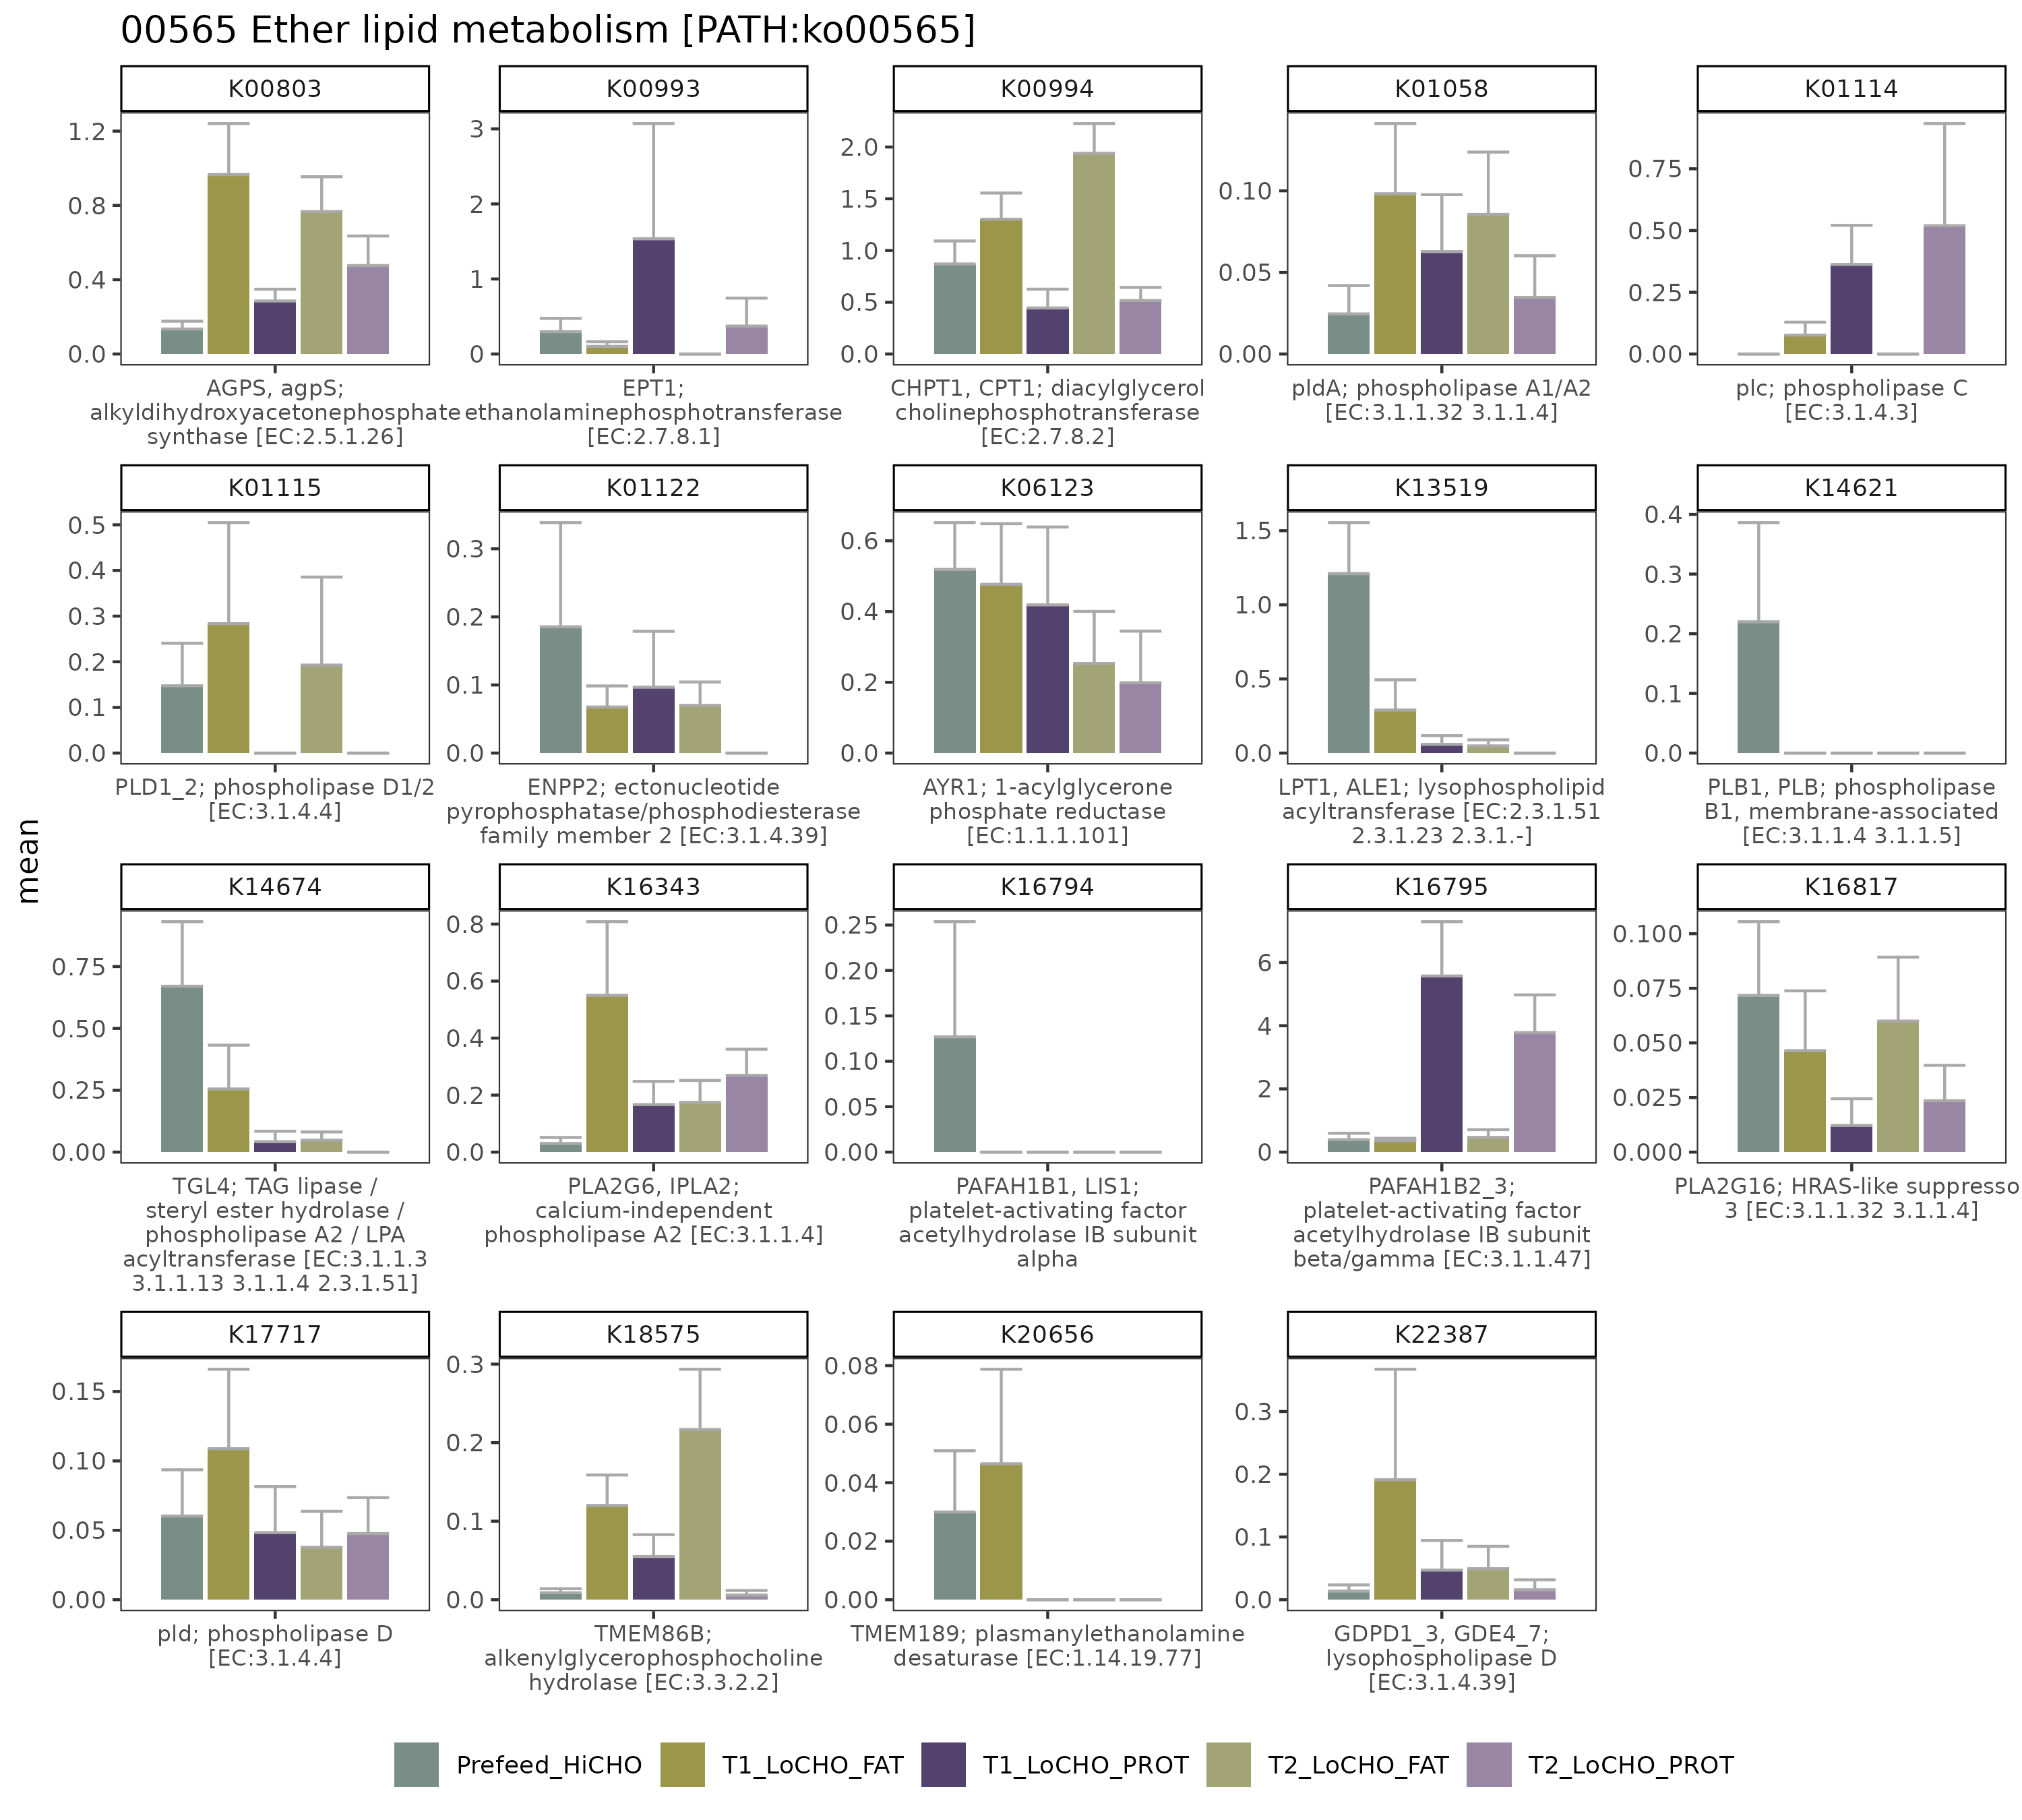 00565 Ether lipid metabolism [PATH:ko00565]
mean
K00803
1.2
0.8
0.4
0.0
AGPS, agpS;
alkyldihydroxyacetonephosphate
synthase [EC:2.5.1.26]
K00993
3
2
1
0
EPT1;
ethanolaminephosphotransferase
[EC:2.7.8.1]
K00994
2.0
1.5
1.0
0.5
0.0
CHPT1, CPT1; diacylglycerol
cholinephosphotransferase
[EC:2.7.8.2]
K01058
0.10
0.05
0.00
pldA; phospholipase A1/A2
[EC:3.1.1.32 3.1.1.4]
K01114
0.75
0.50
0.25
0.00
plc; phospholipase C
[EC:3.1.4.3]
K01115
0.5
0.4
0.3
0.2
0.1
0.0
PLD1_2; phospholipase D1/2
[EC:3.1.4.4]
K01122
0.3
0.2
0.1
0.0
ENPP2; ectonucleotide
pyrophosphatase/phosphodiesterase
family member 2 [EC:3.1.4.39]
K06123
0.6
0.4
0.2
0.0
AYR1; 1-acylglycerone
phosphate reductase
[EC:1.1.1.101]
K13519
1.5
1.0
0.5
0.0
LPT1, ALE1; lysophospholipid
acyltransferase [EC:2.3.1.51
2.3.1.23 2.3.1.-]
K14621
0.4
0.3
0.2
0.1
0.0
PLB1, PLB; phospholipase
B1, membrane-associated
[EC:3.1.1.4 3.1.1.5]
K14674
0.75
0.50
0.25
0.00
TGL4; TAG lipase /
steryl ester hydrolase /
phospholipase A2 / LPA
acyltransferase [EC:3.1.1.3
3.1.1.13 3.1.1.4 2.3.1.51]
K16343
0.8
0.6
0.4
0.2
0.0
PLA2G6, IPLA2;
calcium-independent
phospholipase A2 [EC:3.1.1.4]
K16794
0.25
0.20
0.15
0.10
0.05
0.00
PAFAH1B1, LIS1;
platelet-activating factor
acetylhydrolase IB subunit
alpha
K16795
6
4
2
0
PAFAH1B2_3;
platelet-activating factor
acetylhydrolase IB subunit
beta/gamma [EC:3.1.1.47]
K16817
0.100
0.075
0.050
0.025
0.000
PLA2G16; HRAS-like suppresso
3 [EC:3.1.1.32 3.1.1.4]
K17717
0.15
0.10
0.05
0.00
pld; phospholipase D
[EC:3.1.4.4]
K18575
0.3
0.2
0.1
0.0
TMEM86B;
alkenylglycerophosphocholine
hydrolase [EC:3.3.2.2]
K20656
0.08
0.06
0.04
0.02
0.00
TMEM189; plasmanylethanolamine
desaturase [EC:1.14.19.77]
K22387
0.3
0.2
0.1
0.0
GDPD1_3, GDE4_7;
lysophospholipase D
[EC:3.1.4.39]
Prefeed_HiCHO T1_LoCHO_FAT T1_LoCHO_PROT T2_LoCHO_FAT T2_LoCHO_PROT